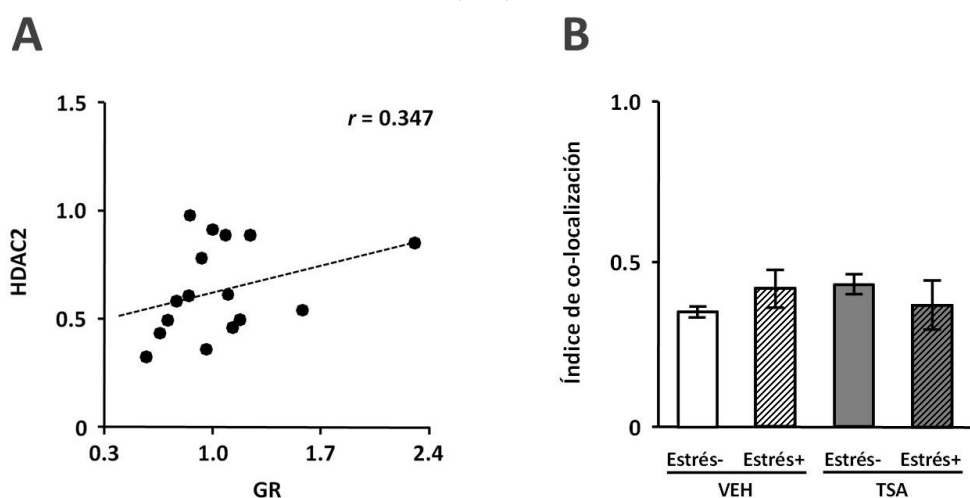 A
r = 0.347
1.5
1.0
0.5
0
HDAC2
0.3 1.0 1.7 2.4
GR
B
1.0
0.5
0
Índice de co-localización
Estrés- Estrés+ Estrés- Estrés+
VEH TSA